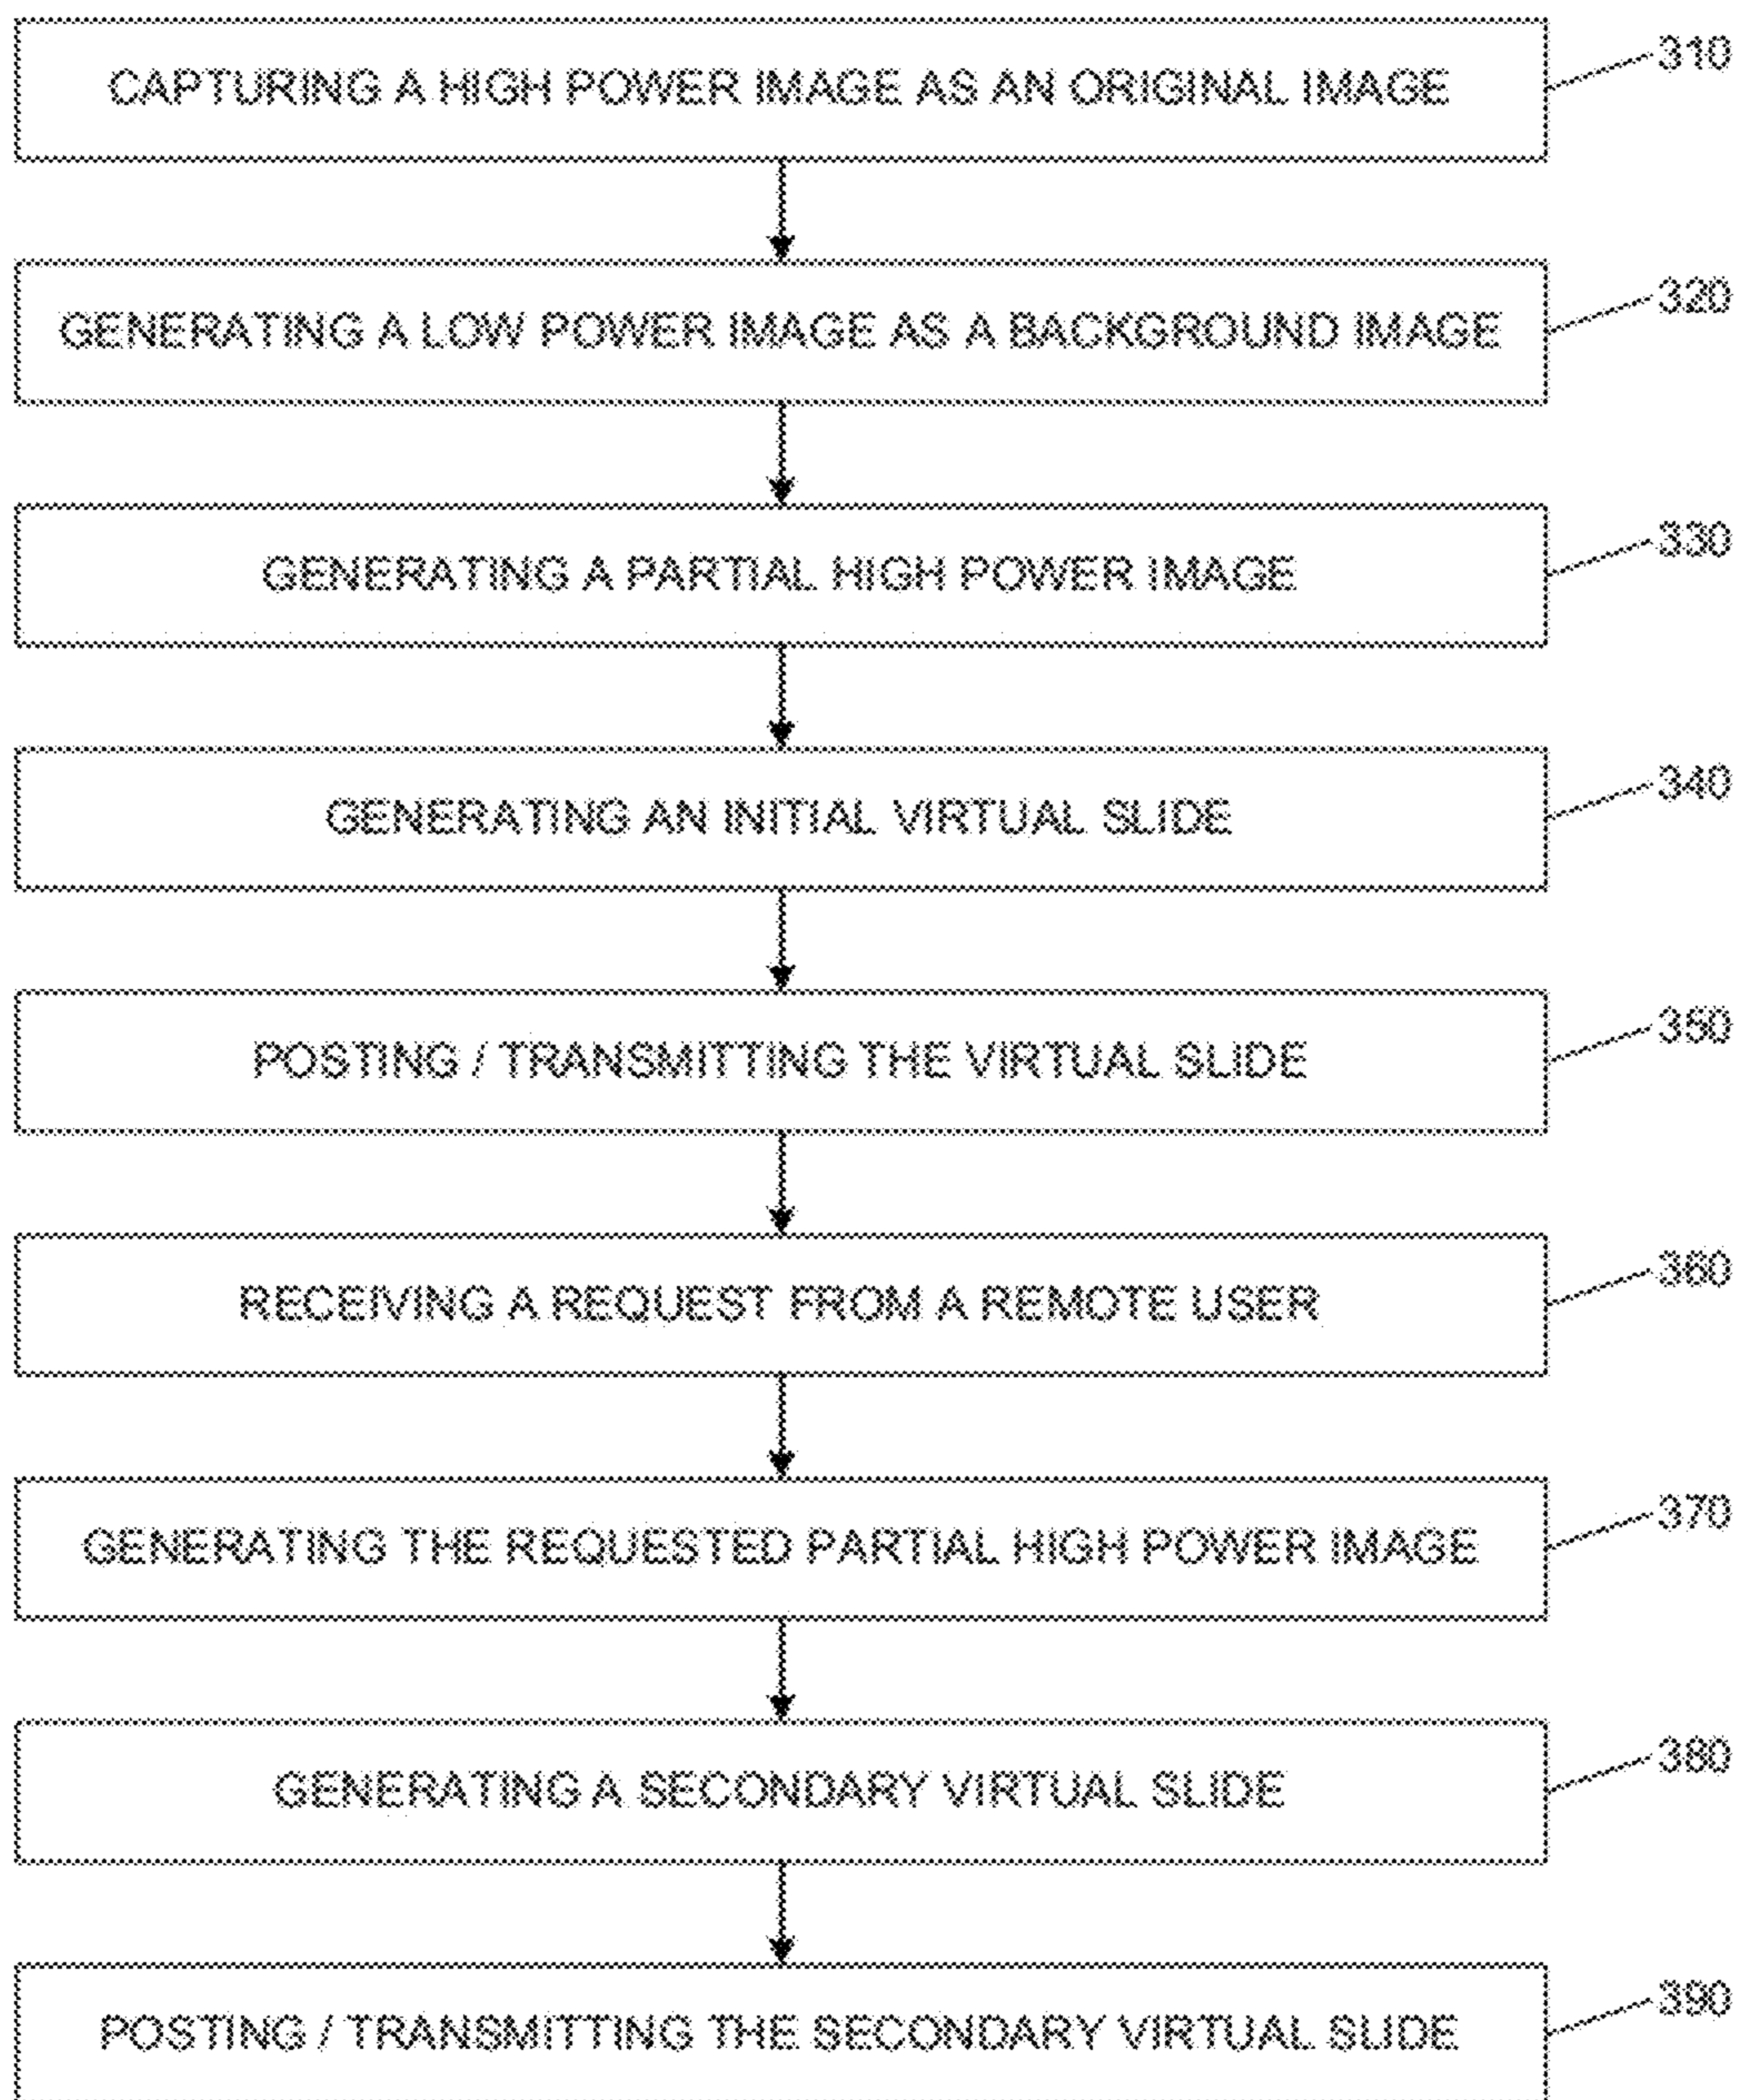 CAPTURING A HIGH POWER IMAGE AS AN ORIGINAL IMAGE
310
GENERATING A LOW POWER IMAGE AS A BACKGROUND IMAGE
320
GENERATING A PARTIAL HIGH POWER IMAGE
330
GENERATING AN INITIAL VIRTUAL SLIDE
340
POSTING / TRANSMITTING THE VIRTUAL SLIDE
350
RECEIVING A REQUEST FROM A REMOTE USER
360
GENERATING THE REQUESTED PARTIAL HIGH POWER IMAGE
370
GENERATING A SECONDARY VIRTUAL SLIDE
380
POSTING / TRANSMITTING THE SECONDARY VIRTUAL SLIDE
390